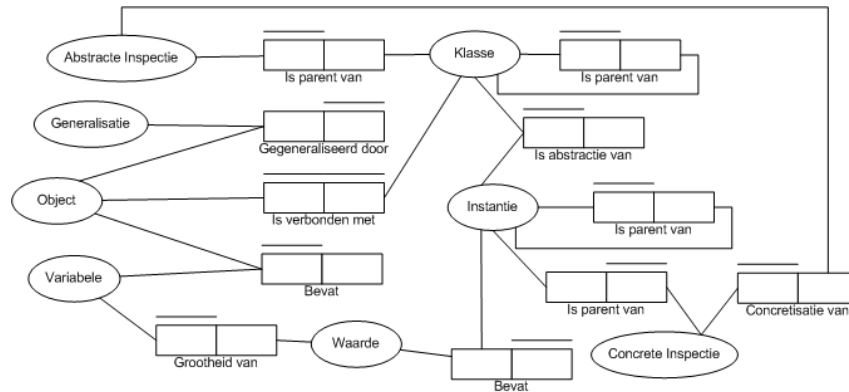 Abstracte Inspectie
Is parent van
Klasse
Is parent van
Generalisatie
Gegeneraliseerd door
Is abstractie van
Object
Is verbonden met
Instantie
Is parent van
Variabele
Bevat
Is parent van
Concretisatie van
Grootheid van
Waarde
Bevat
Concrete Inspectie